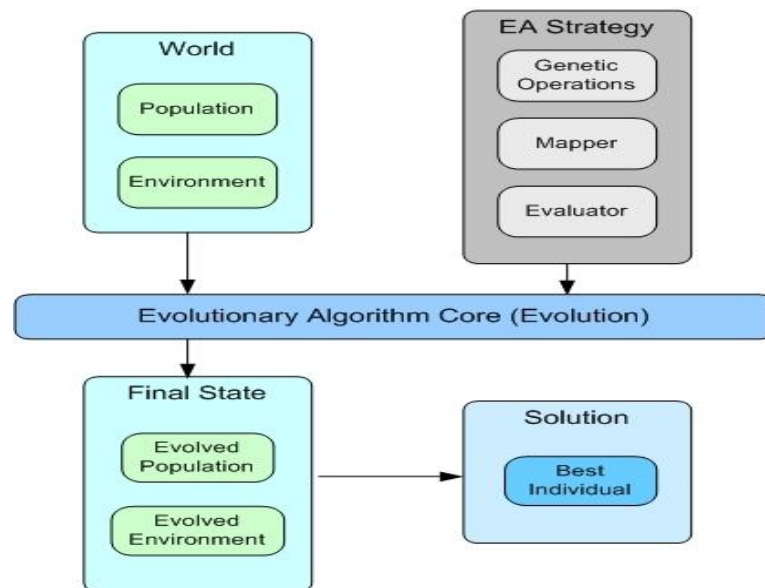 World
Population
Environment
EA Strategy
Genetic
Operations
Mapper
Evaluator
Evolutionary Algorithm Core (Evolution)
Final State
Evolved
Population
Evolved
Environment
Solution
Best
Individual